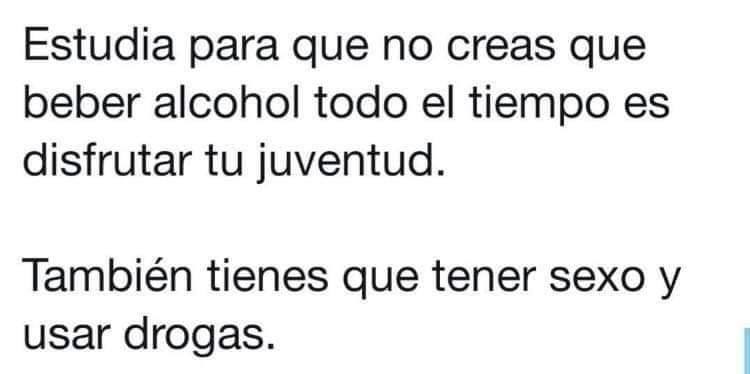 Estudia para que no creas que
beber alcohol todo el tiempo es
disfrutar tu juventud.
También tienes que tener sexo y
usar drogas.